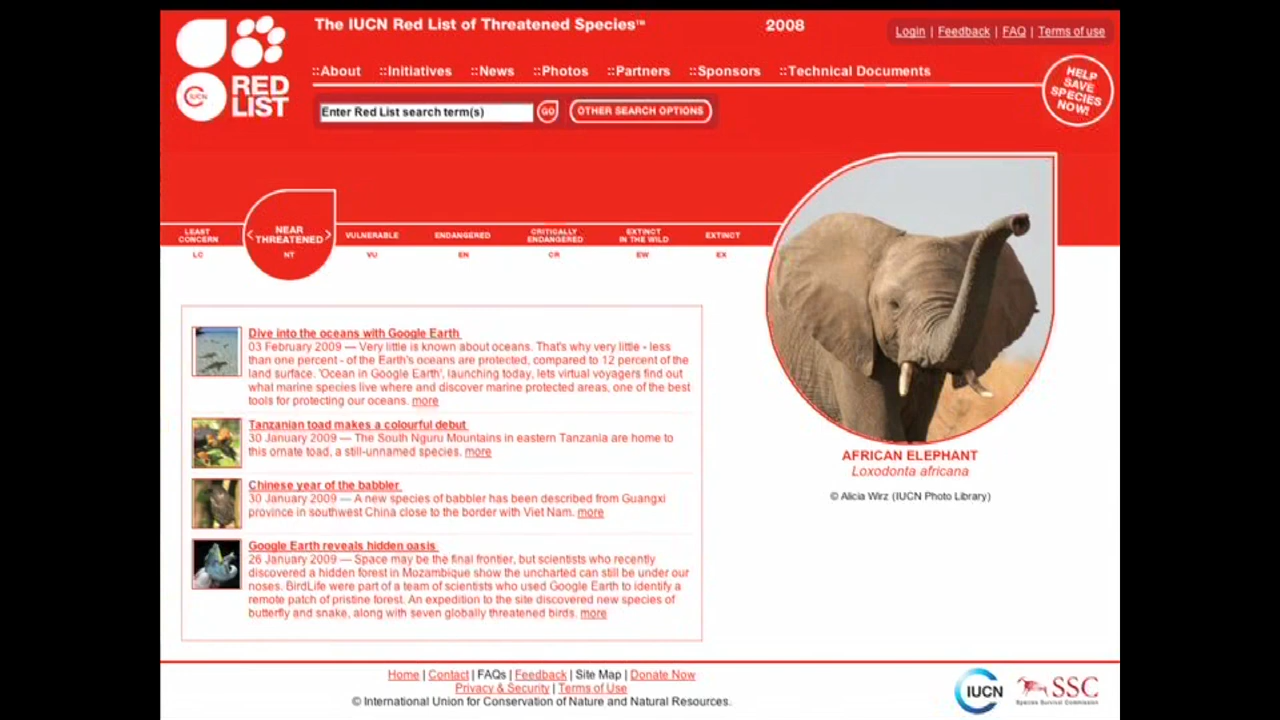 The IUCN Red List of Threatened Species™
2008
Login | Feedback | FAQ | Terms of use
IUCN
RED
LIST
::About ::Initiatives ::News ::Photos ::Partners ::Sponsors ::Technical Documents
HELP
SAVE
SPECIES
NOW!
Enter Red List search term(s)
GO
OTHER SEARCH OPTIONS
LEAST
CONCERN
LC
< NEAR
THREATENED >
NT
VULNERABLE
VU
ENDANGERED
EN
CRITICALLY
ENDANGERED
CR
EXTINCT
IN THE WILD
EW
EXTINCT
EX
Dive into the oceans with Google Earth
03 February 2009 — Very little is known about oceans. That's why very little - less
than one percent - of the Earth's oceans are protected, compared to 12 percent of the
land surface. 'Ocean in Google Earth', launching today, lets virtual voyagers find out
what marine species live where and discover marine protected areas, one of the best
tools for protecting our oceans. more
Tanzanian toad makes a colourful debut
30 January 2009 — The South Nguru Mountains in eastern Tanzania are home to
this ornate toad, a still-unnamed species. more
Chinese year of the babbler
30 January 2009 — A new species of babbler has been described from Guangxi
province in southwest China close to the border with Viet Nam. more
Google Earth reveals hidden oasis
26 January 2009 — Space may be the final frontier, but scientists who recently
discovered a hidden forest in Mozambique show the uncharted can still be under our
noses. BirdLife were part of a team of scientists who used Google Earth to identify a
remote patch of pristine forest. An expedition to the site discovered new species of
butterfly and snake, along with seven globally threatened birds. more
AFRICAN ELEPHANT
Loxodonta africana
© Alicia Wirz (IUCN Photo Library)
Home | Contact | FAQs | Feedback | Site Map | Donate Now
Privacy & Security | Terms of Use
© International Union for Conservation of Nature and Natural Resources.
IUCN
SSC
Species Survival Commission